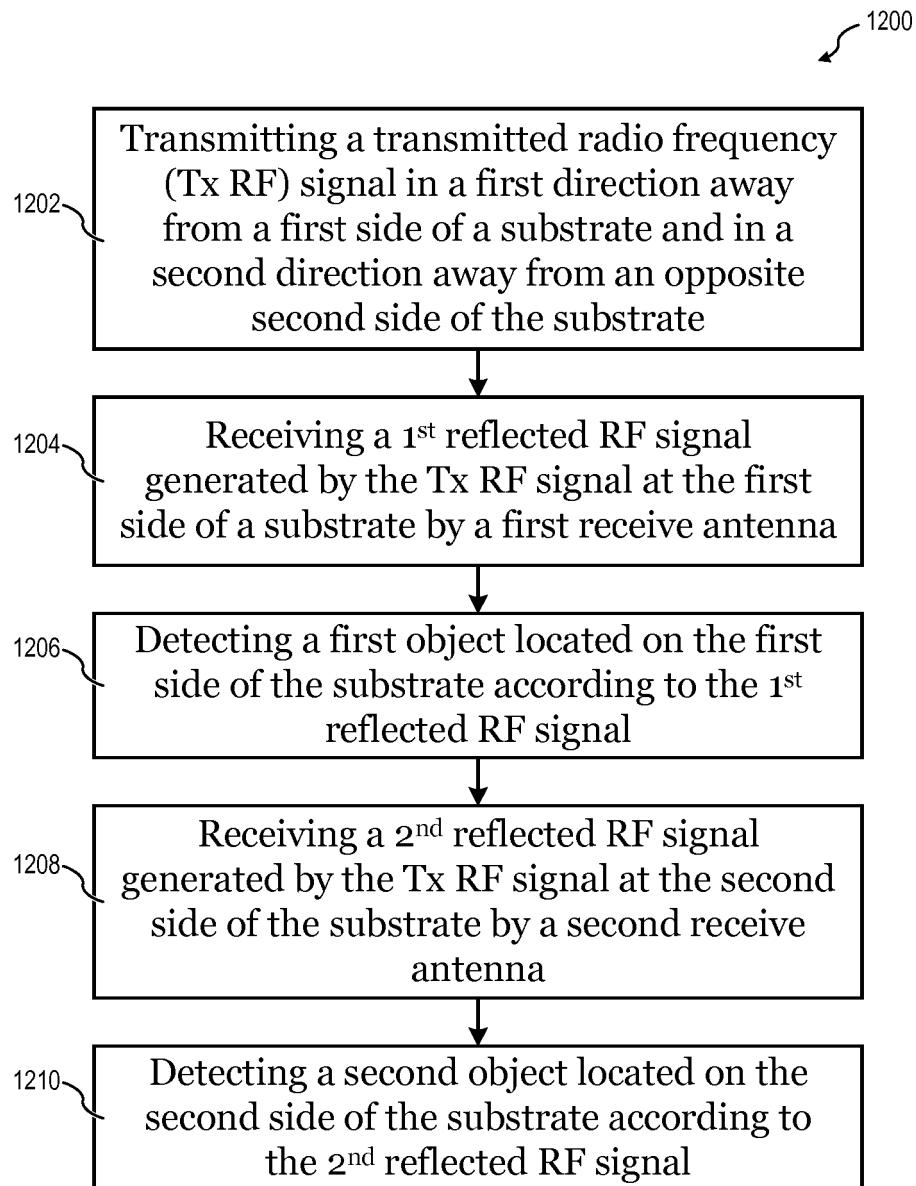 1200
1202
Transmitting a transmitted radio frequency
(Tx RF) signal in a first direction away
from a first side of a substrate and in a
second direction away from an opposite
second side of the substrate
1204
Receiving a 1st reflected RF signal
generated by the Tx RF signal at the first
side of a substrate by a first receive antenna
1206
Detecting a first object located on the first
side of the substrate according to the 1st
reflected RF signal
1208
Receiving a 2nd reflected RF signal
generated by the Tx RF signal at the second
side of the substrate by a second receive
antenna
1210
Detecting a second object located on the
second side of the substrate according to
the 2nd reflected RF signal